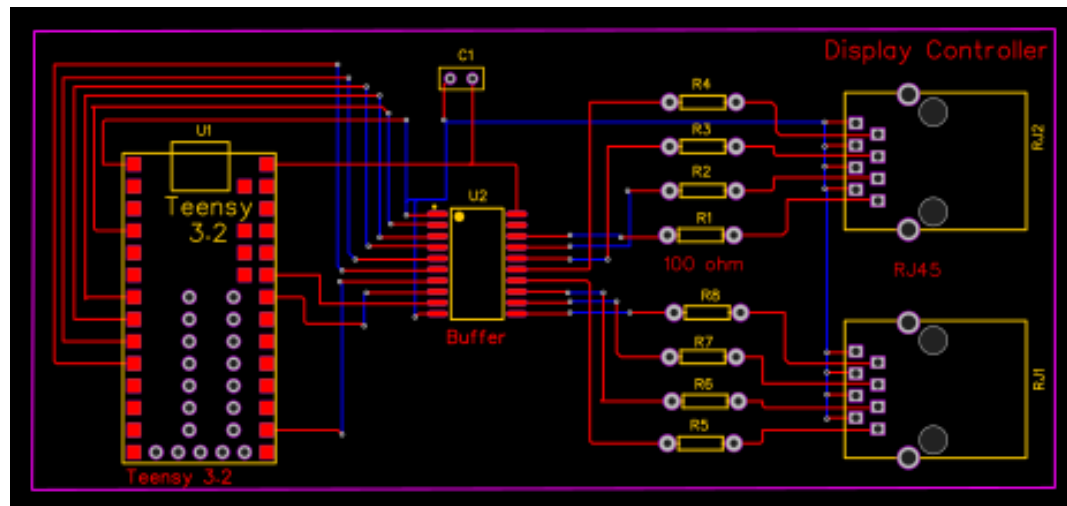 Display Controller
C1
R4
U1
R3
RJ2
R2
Teensy
3.2
U2
R1
100 ohm
RJ45
R8
Buffer
R7
R6
RJ1
R5
Teensy 3.2